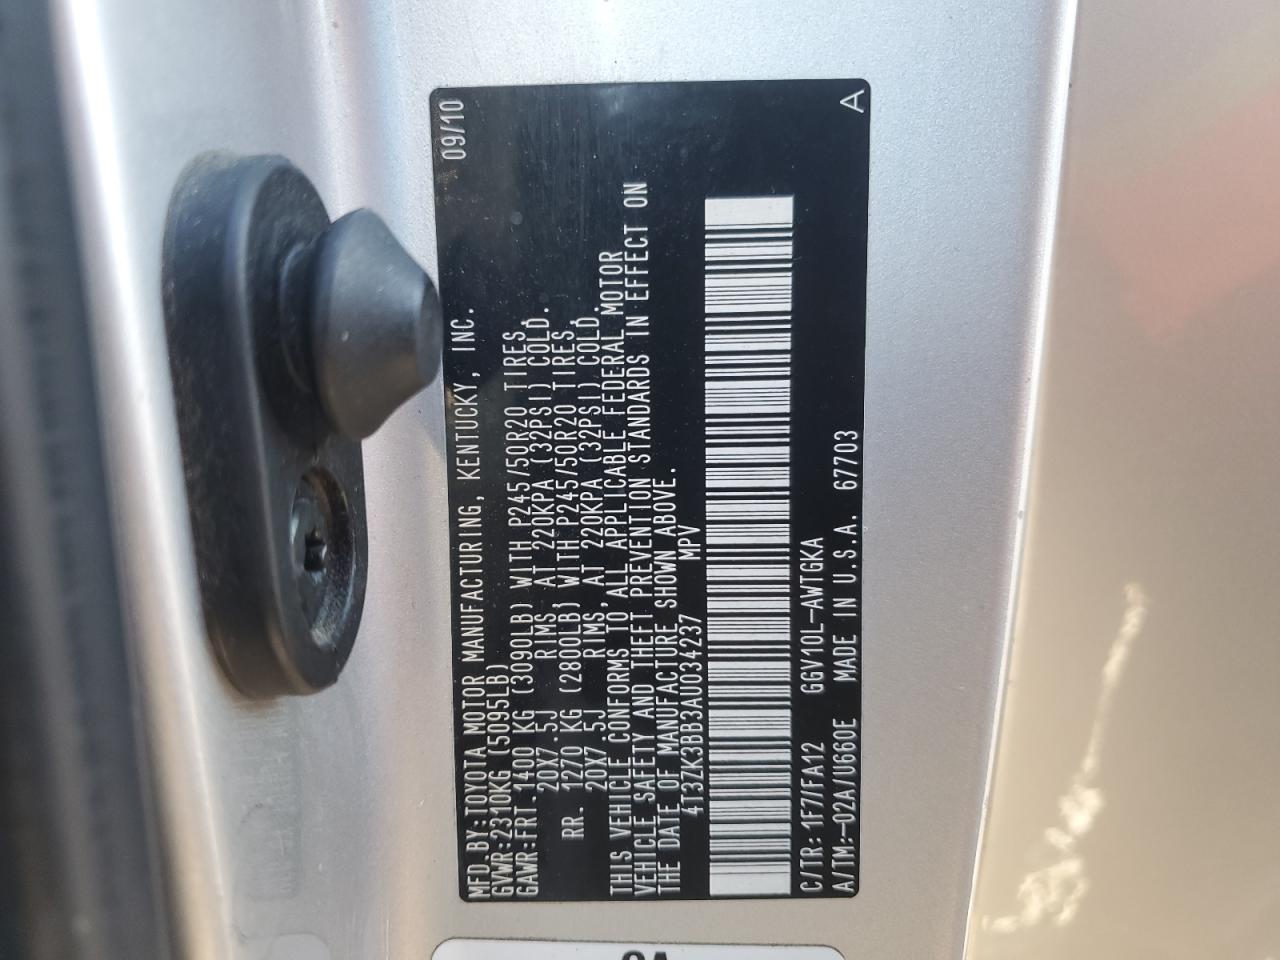 MFD.BY:TOYOTA MOTOR MANUFACTURING, KENTUCKY, INC. 09/10
GVWR:2310KG (5095LB)
GAWR:FRT.1400 KG (3090LB) WITH P245/50R20 TIRES,
20X7.5J RIMS, AT 220KPA (32PSI) COLD.
RR. 1270 KG (2800LB) WITH P245/50R20 TIRES,
20X7.5J RIMS, AT 220KPA (32PSI) COLD.
THIS VEHICLE CONFORMS TO ALL APPLICABLE FEDERAL MOTOR
VEHICLE SAFETY AND THEFT PREVENTION STANDARDS IN EFFECT ON
THE DATE OF MANUFACTURE SHOWN ABOVE.
4T3ZK3BB3AU034237 MPV
C/TR:1F7/FA12 GGV10L-AWTGKA
A/TM:-02A/U660E MADE IN U.S.A. 67703 A